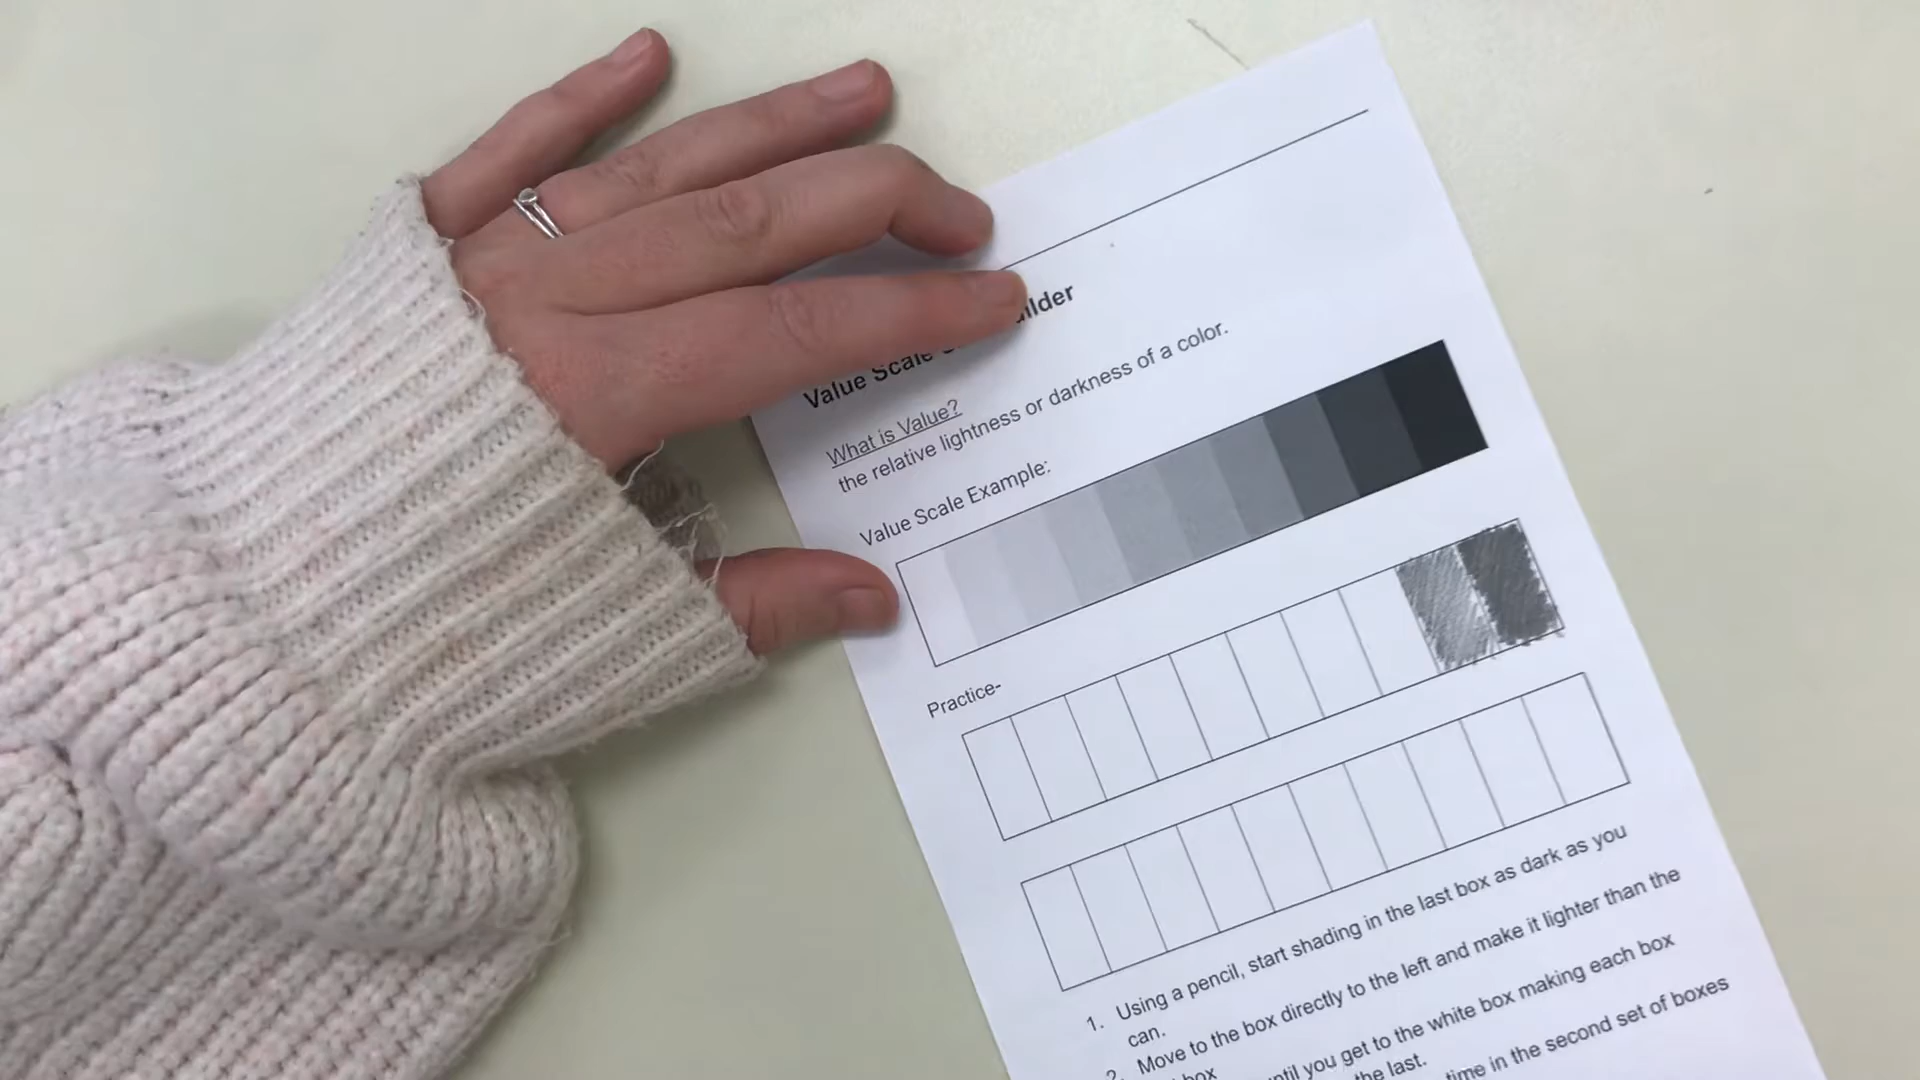 Value Scale
What is Value?
the relative lightness or darkness of a color.
Value Scale Example:
Practice-
1. Using a pencil, start shading in the last box as dark as you
can.
2. Move to the box directly to the left and make it lighter than the
box
until you get to the white box making each box
the last.
time in the second set of boxes